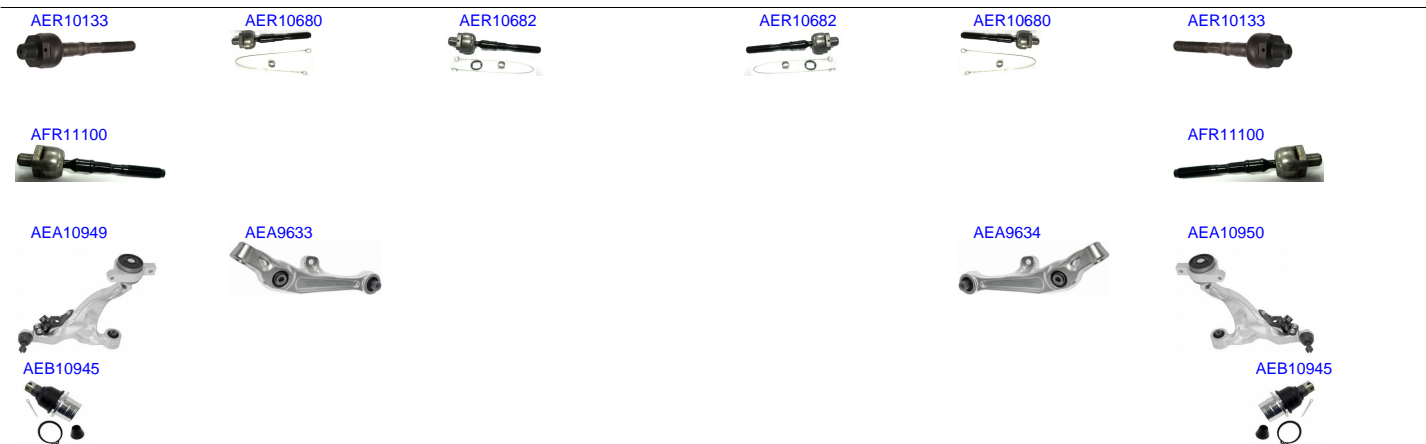 AER10133 AER10680 AER10682 AER10682 AER10680 AER10133
AFR11100 AFR11100
AEA10949 AEA9633 AEA9634 AEA10950
AEB10945 AEB10945